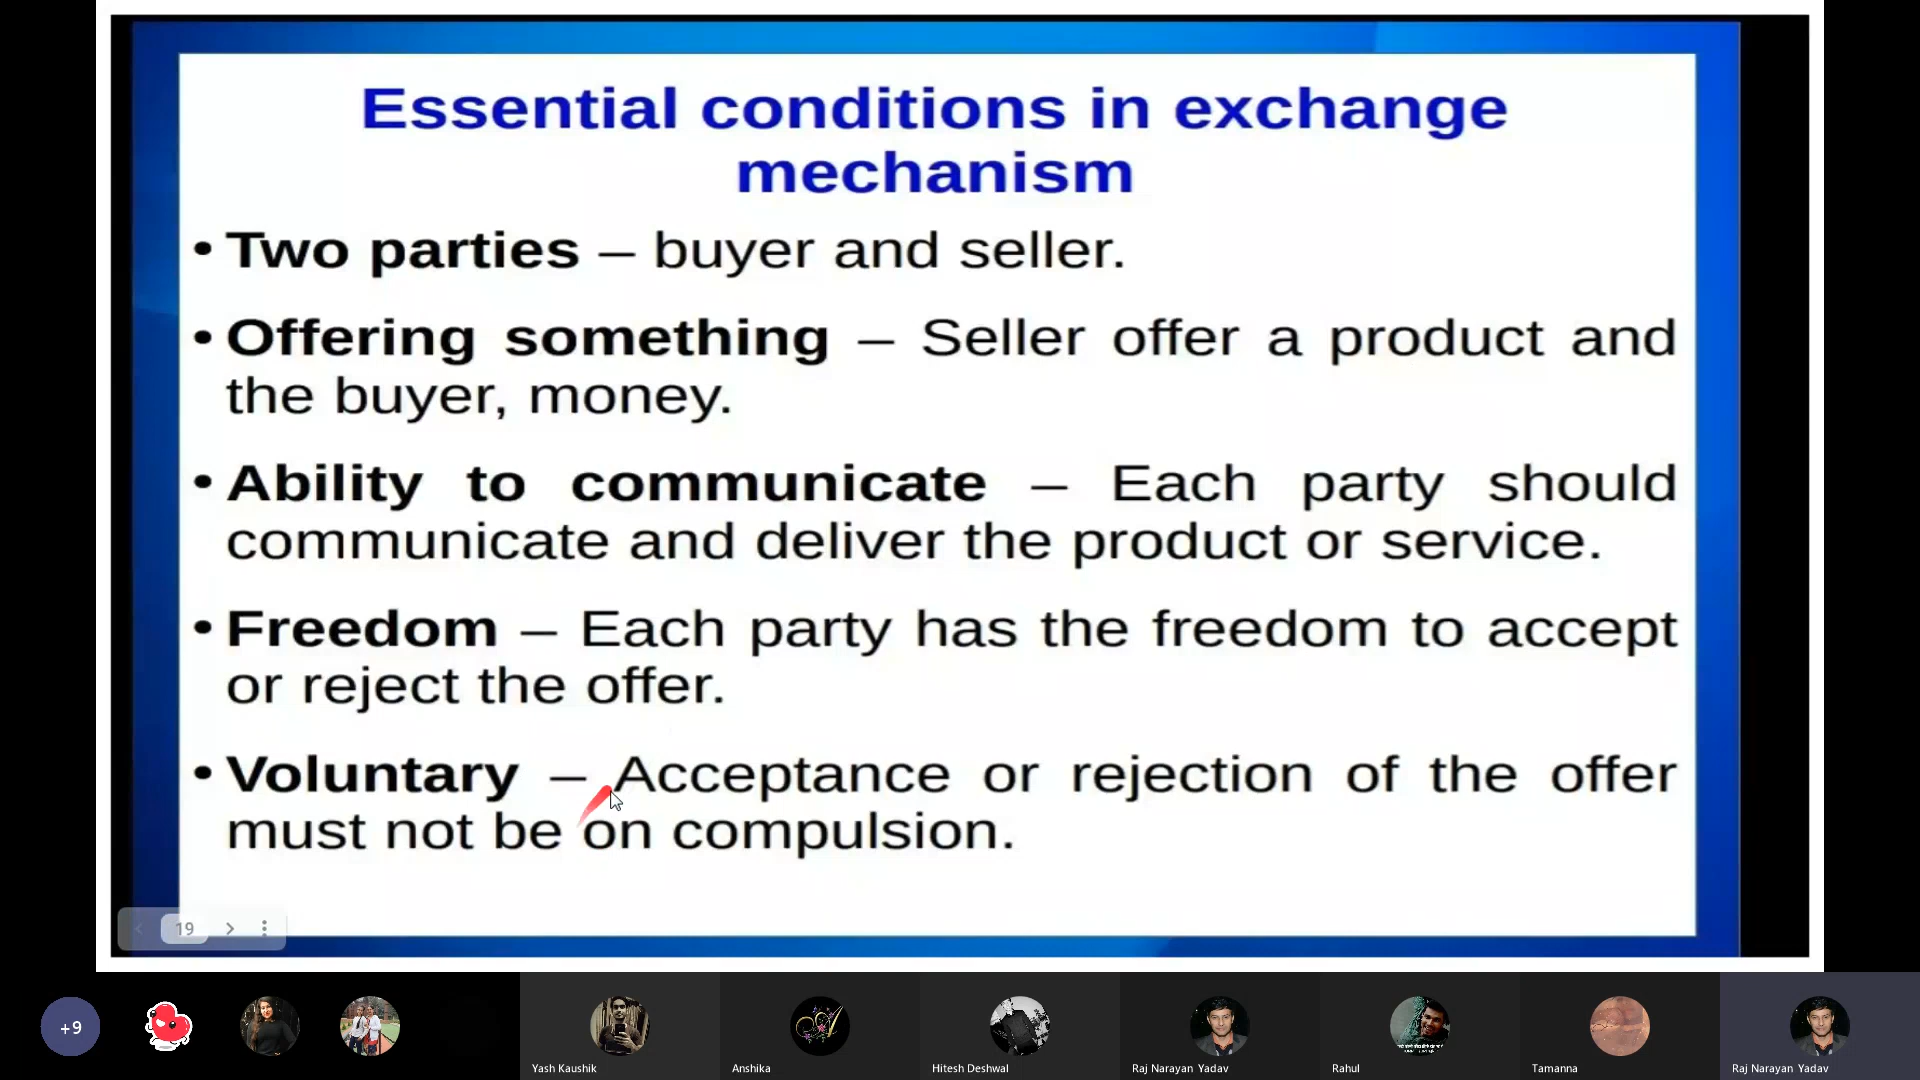 Essential conditions in exchange
mechanism
• Two parties – buyer and seller.
• Offering something – Seller offer a product and
the buyer, money.
• Ability to communicate – Each party should
communicate and deliver the product or service.
• Freedom – Each party has the freedom to accept
or reject the offer.
• Voluntary – Acceptance or rejection of the offer
must not be on compulsion.
19
+9
Yash Kaushik
Anshika
Hitesh Deshwal
Raj Narayan Yadav
Rahul
Tamanna
Raj Narayan Yadav